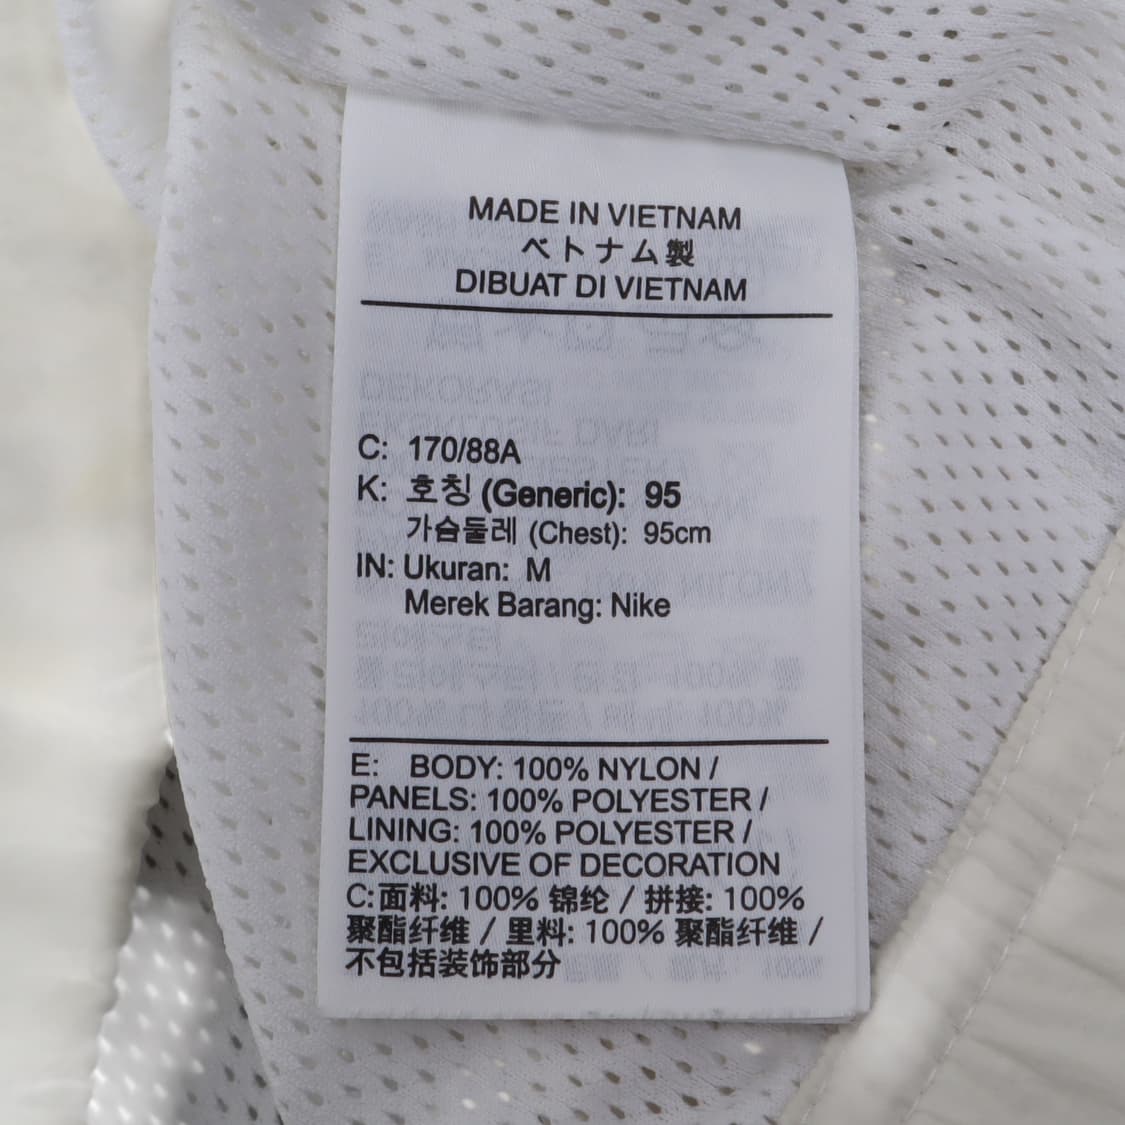 MADE IN VIETNAM
ベトナム製
DIBUAT DI VIETNAM
C: 170/88A
K: 호칭 (Generic): 95
가슴둘레 (Chest): 95cm
IN: Ukuran: M
Merek Barang: Nike
E: BODY: 100% NYLON /
PANELS: 100% POLYESTER /
LINING: 100% POLYESTER /
EXCLUSIVE OF DECORATION
C:面料: 100% 锦纶 / 拼接: 100%
聚酯纤维 / 里料: 100% 聚酯纤维 /
不包括装饰部分